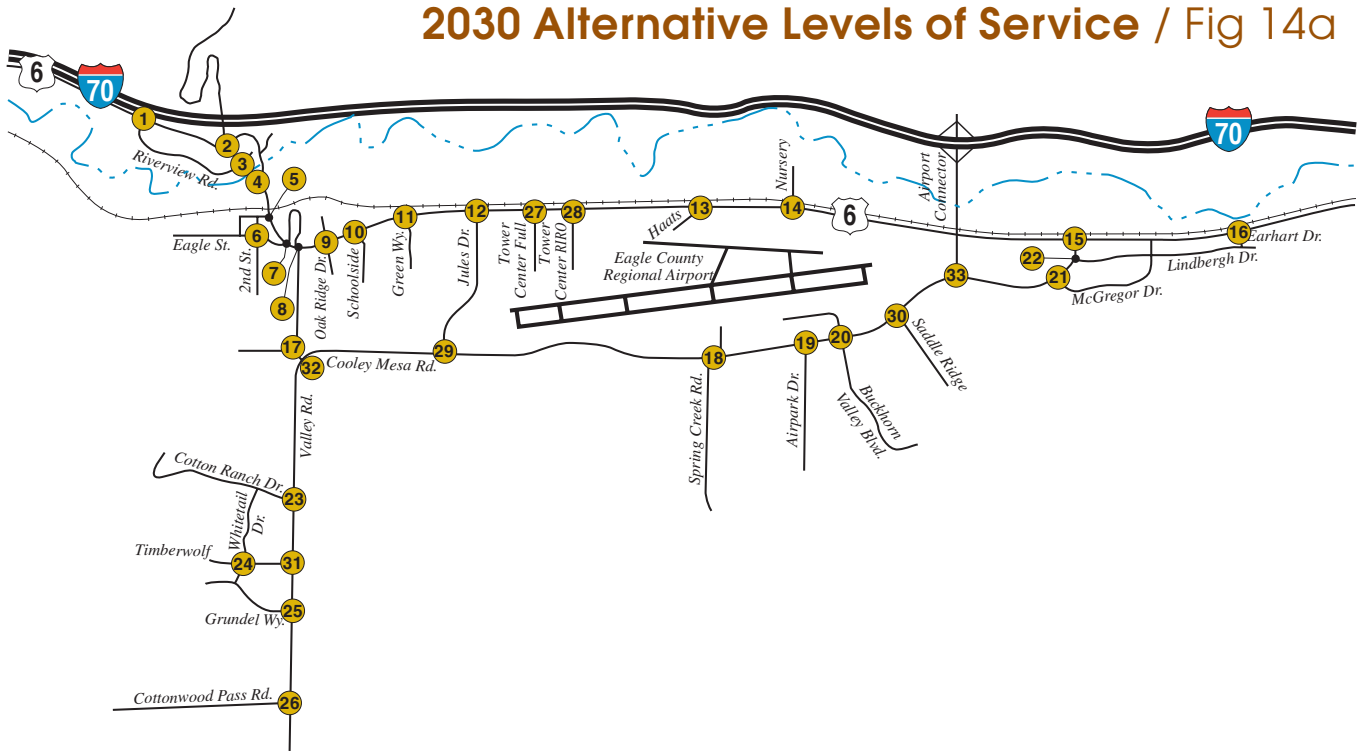 2030 Alternative Levels of Service / Fig 14a
6
70
1
2
3
4
5
Riverview Rd.
70
Nursery
Airport
Connector
6
Eagle St.
2nd St.
7
8
9
Oak Ridge Dr.
10
Schoolside
11
Green Wy.
12
Jules Dr.
27
Tower
Center Full
28
Tower
Center RIRO
13
Haats
14
6
Eagle County
Regional Airport
33
15
16
Earhart Dr.
22
21
Lindbergh Dr.
McGregor Dr.
17
32
Cooley Mesa Rd.
29
18
19
20
30
Saddle Ridge
Valley Rd.
Spring Creek Rd.
Airpark Dr.
Buckhorn
Valley Blvd.
Cotton Ranch Dr.
23
Whitetail
Dr.
Timberwolf
24
31
25
Grundel Wy.
Cottonwood Pass Rd.
26